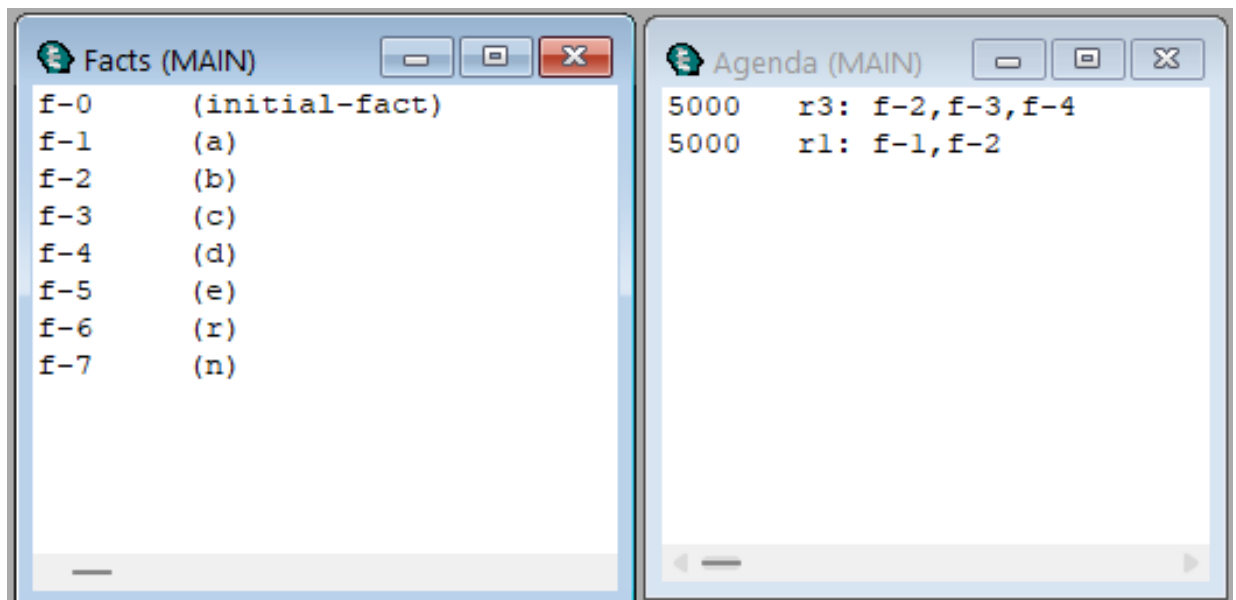 Facts (MAIN)
f-0 (initial-fact)
f-1 (a)
f-2 (b)
f-3 (c)
f-4 (d)
f-5 (e)
f-6 (r)
f-7 (n)
Agenda (MAIN)
5000 r3: f-2,f-3,f-4
5000 r1: f-1,f-2